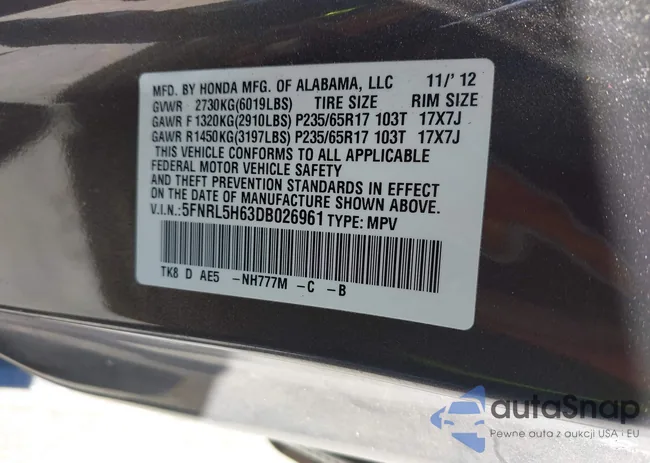 MFD. BY HONDA MFG. OF ALABAMA, LLC 11/' 12
GVWR 2730KG(6019LBS) TIRE SIZE RIM SIZE
GAWR F 1320KG(2910LBS) P235/65R17 103T 17X7J
GAWR R1450KG(3197LBS) P235/65R17 103T 17X7J
THIS VEHICLE CONFORMS TO ALL APPLICABLE
FEDERAL MOTOR VEHICLE SAFETY
AND THEFT PREVENTION STANDARDS IN EFFECT
ON THE DATE OF MANUFACTURE SHOWN ABOVE.
V.I.N.:5FNRL5H63DB026961 TYPE: MPV
TK8 D AE5 -NH777M -C -B
autoSnap
Pewne auta z aukcji USA i EU